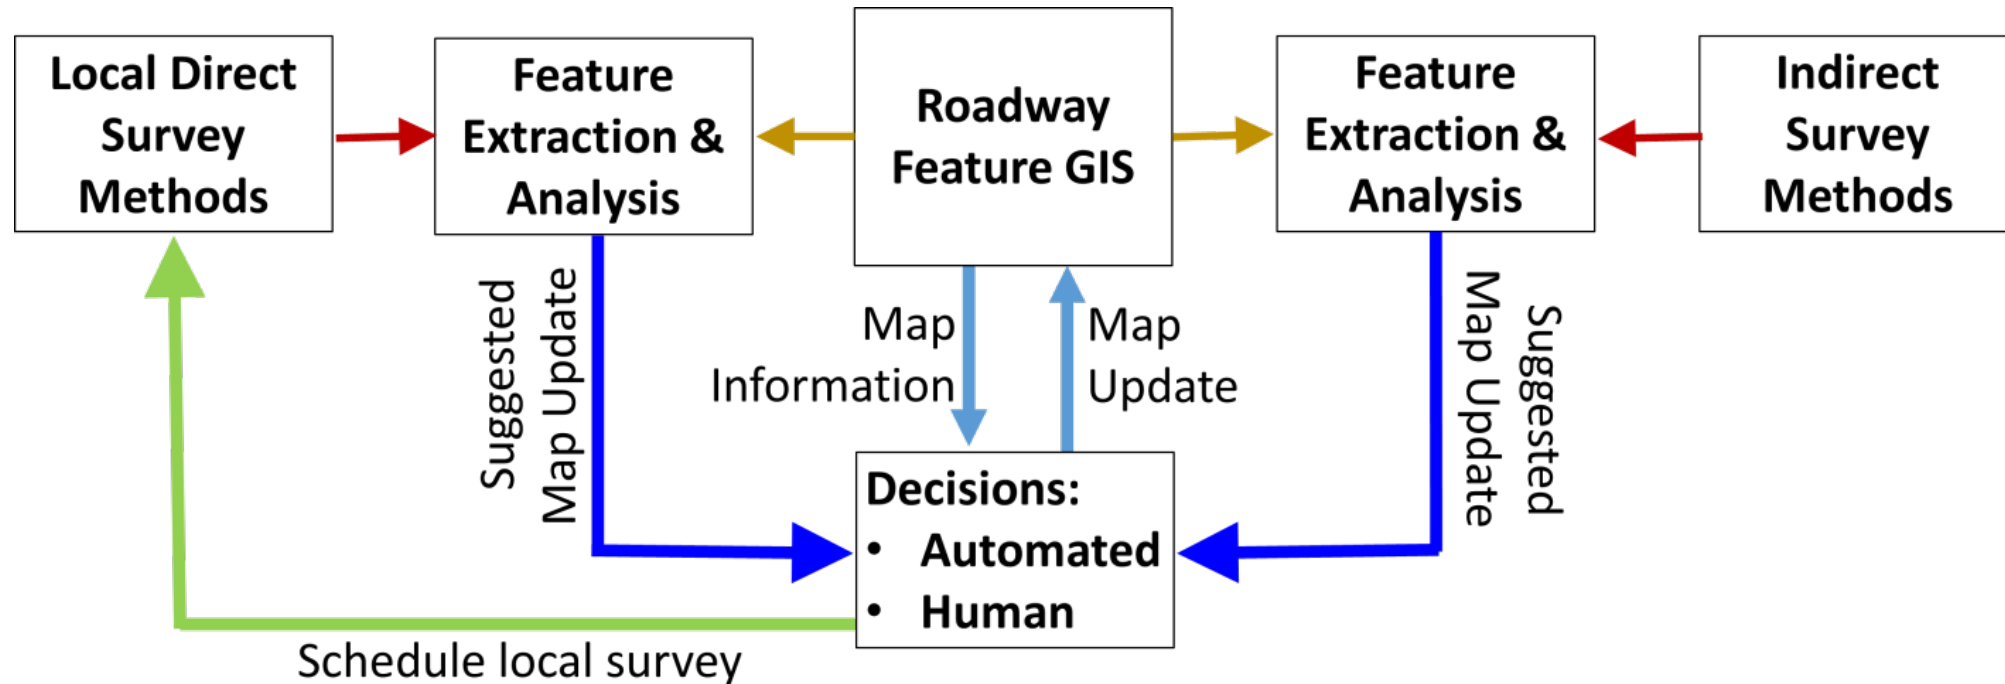 Local Direct
Survey
Methods
Feature
Extraction &
Analysis
Roadway
Feature GIS
Feature
Extraction &
Analysis
Indirect
Survey
Methods
Suggested
Map Update
Map
Information
Map
Update
Suggested
Map Update
Decisions:
• Automated
• Human
Schedule local survey